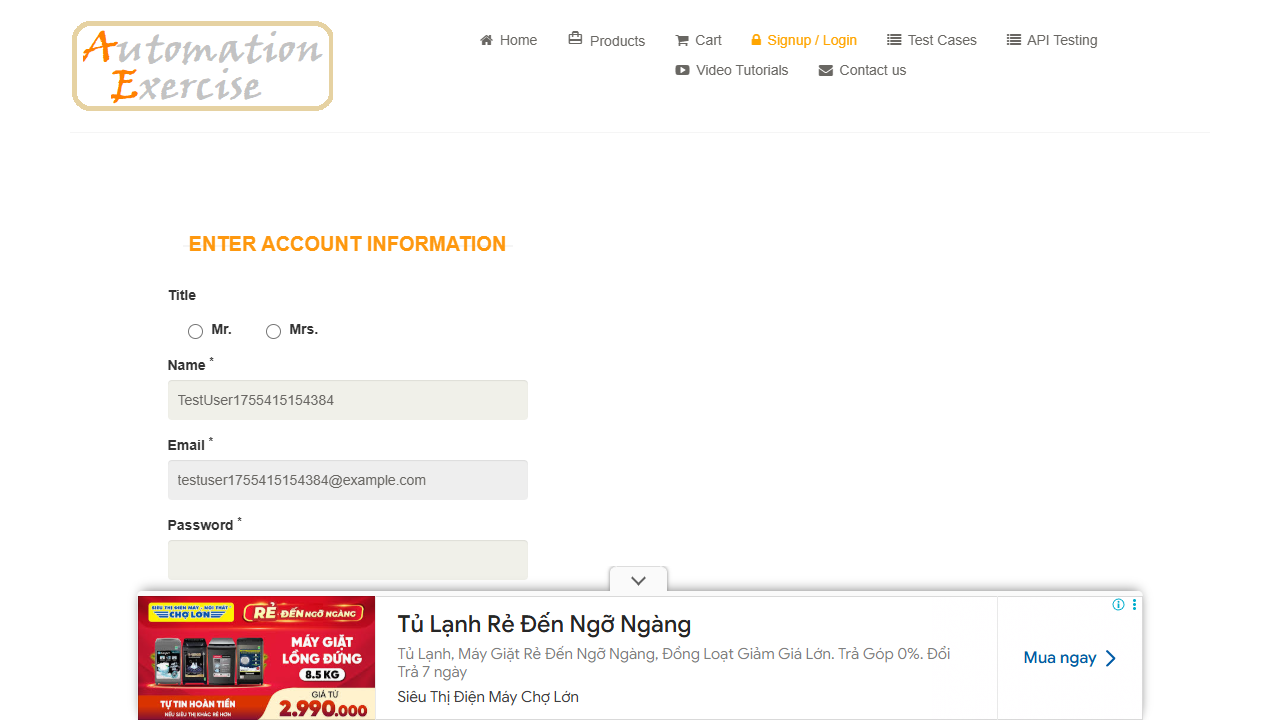 Automation
Exercise
Home
Products
Cart
Signup / Login
Test Cases
API Testing
Video Tutorials
Contact us
ENTER ACCOUNT INFORMATION
Title
Mr.
Mrs.
Name *
TestUser1755415154384
Email *
testuser1755415154384@example.com
Password *
SIÊU THỊ ĐIỆN MÁY - NỘI THẤT
CHỢ LỚN
RẺ ĐẾN NGỠ NGÀNG
MÁY GIẶT
LỒNG ĐỨNG
8.5 KG
GIÁ TỪ
2.990.000
TỰ TIN HOÀN TIỀN
NẾU SIÊU THỊ KHÁC RẺ HƠN
Tủ Lạnh Rẻ Đến Ngỡ Ngàng
Tủ Lạnh, Máy Giặt Rẻ Đến Ngỡ Ngàng, Đồng Loạt Giảm Giá Lớn. Trả Góp 0%. Đổi
Trả 7 ngày
Siêu Thị Điện Máy Chợ Lớn
Mua ngay